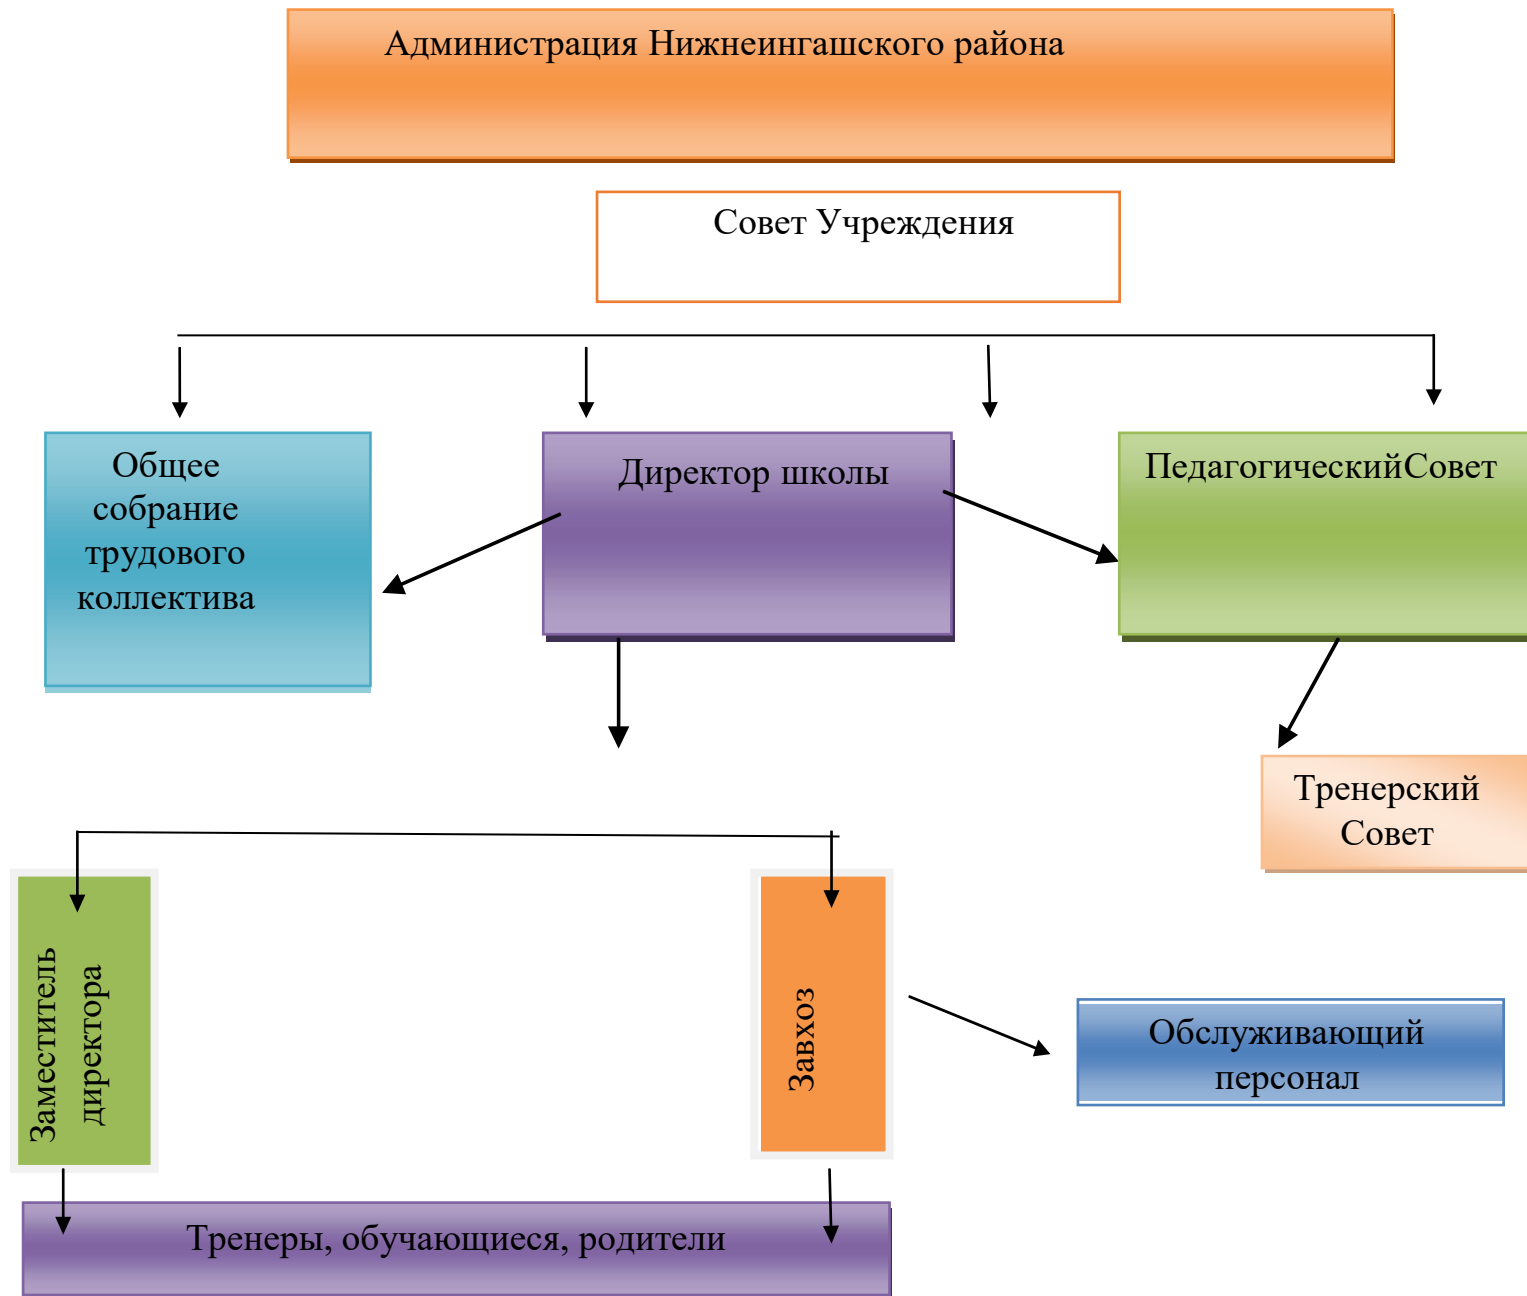 Администрация Нижнеингашского района
Совет Учреждения
Общее
собрание
трудового
коллектива
Директор школы
ПедагогическийСовет
Тренерский
Совет
Заместитель
директора
Завхоз
Обслуживающий
персонал
Тренеры, обучающиеся, родители